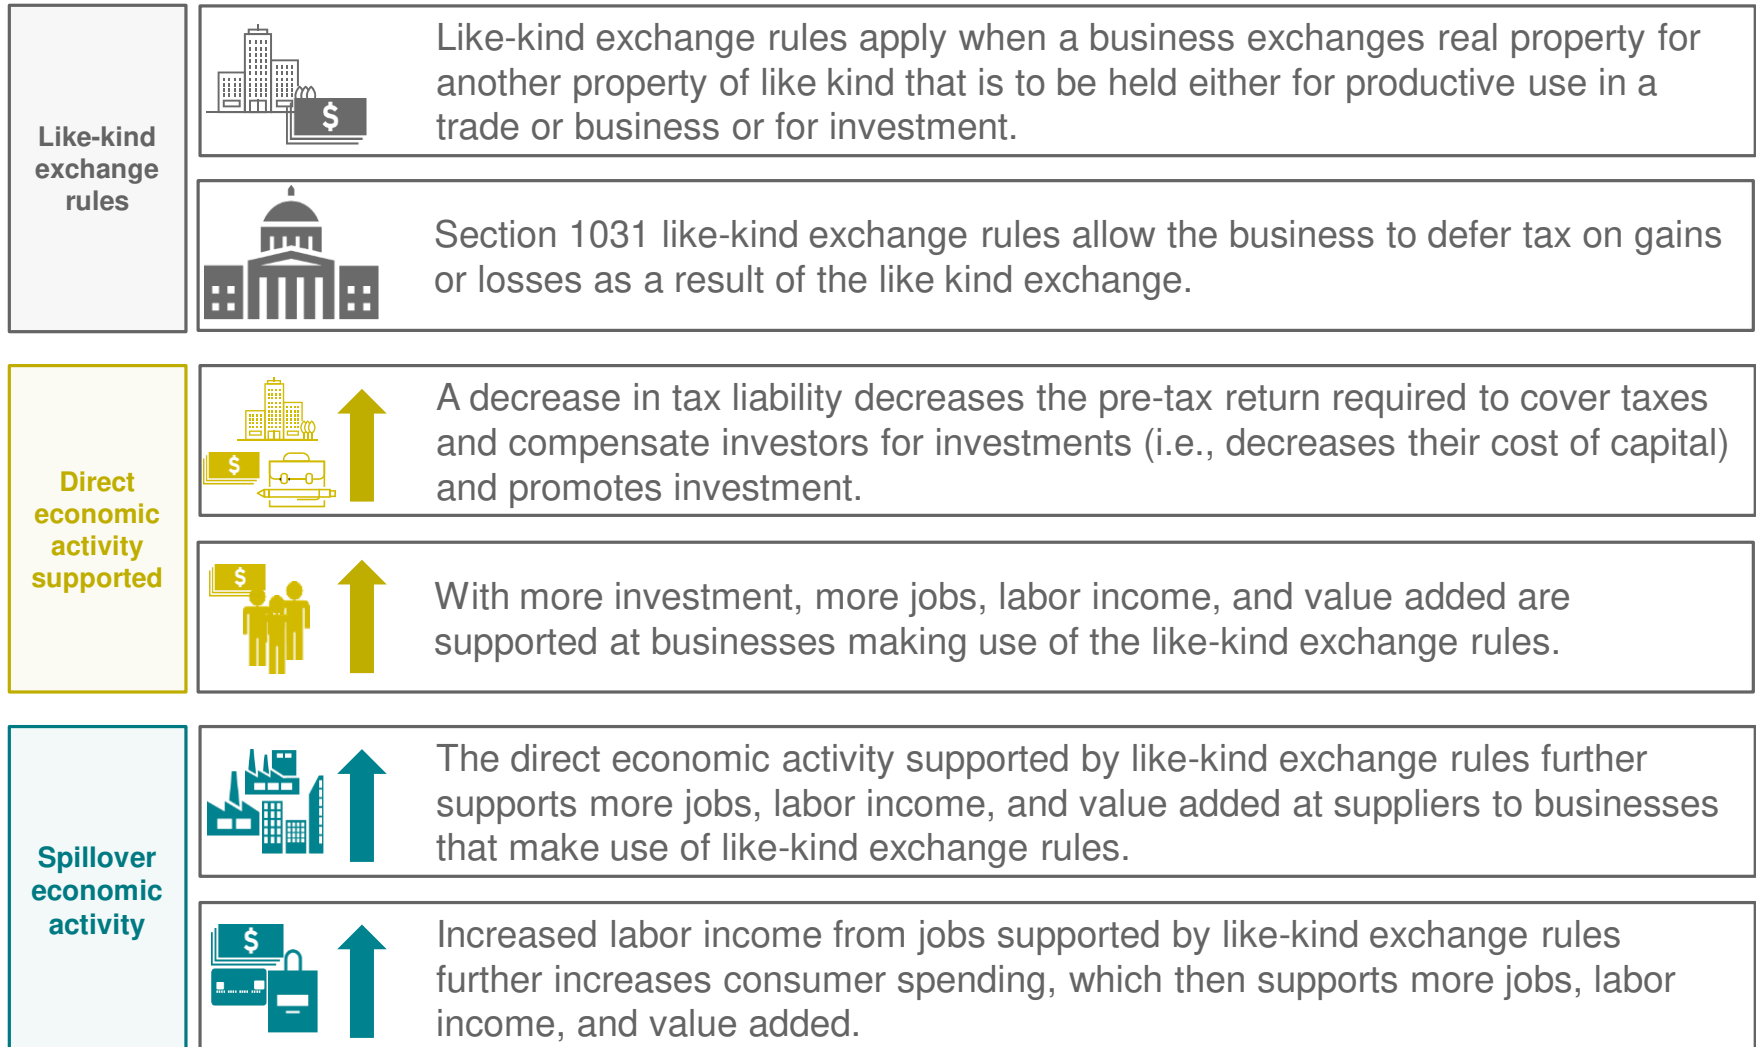 Like-kind
exchange
rules
$
Like-kind exchange rules apply when a business exchanges real property for
another property of like kind that is to be held either for productive use in a
trade or business or for investment.
Section 1031 like-kind exchange rules allow the business to defer tax on gains
or losses as a result of the like kind exchange.
Direct
economic
activity
supported
$
A decrease in tax liability decreases the pre-tax return required to cover taxes
and compensate investors for investments (i.e., decreases their cost of capital)
and promotes investment.
$
With more investment, more jobs, labor income, and value added are
supported at businesses making use of the like-kind exchange rules.
Spillover
economic
activity
The direct economic activity supported by like-kind exchange rules further
supports more jobs, labor income, and value added at suppliers to businesses
that make use of like-kind exchange rules.
$
Increased labor income from jobs supported by like-kind exchange rules
further increases consumer spending, which then supports more jobs, labor
income, and value added.